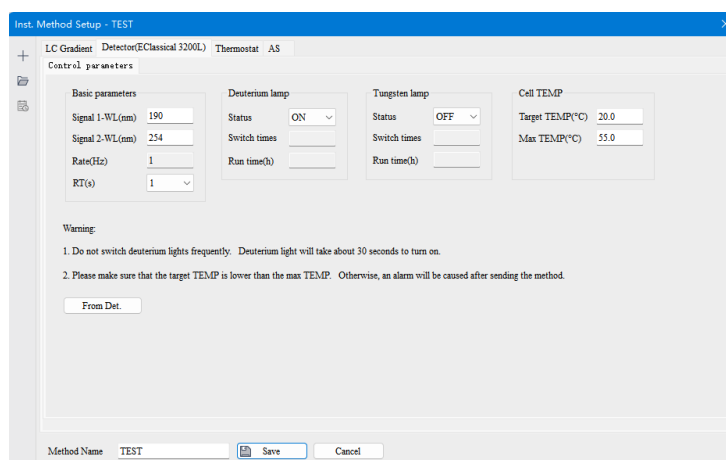 Inst. Method Setup - TEST
LC Gradient Detector(EClassical 3200L) Thermostat AS
Control parameters
Basic parameters Deuterium lamp Tungsten lamp Cell TEMP
Signal 1-WL(nm) 190 Status ON Status OFF Target TEMP(°C) 20.0
Signal 2-WL(nm) 254 Switch times Switch times Max TEMP(°C) 55.0
Rate(Hz) 1 Run time(h) Run time(h)
RT(s) 1
Warning:
1. Do not switch deuterium lights frequently. Deuterium light will take about 30 seconds to turn on.
2. Please make sure that the target TEMP is lower than the max TEMP. Otherwise, an alarm will be caused after sending the method.
From Det.
Method Name TEST Save Cancel